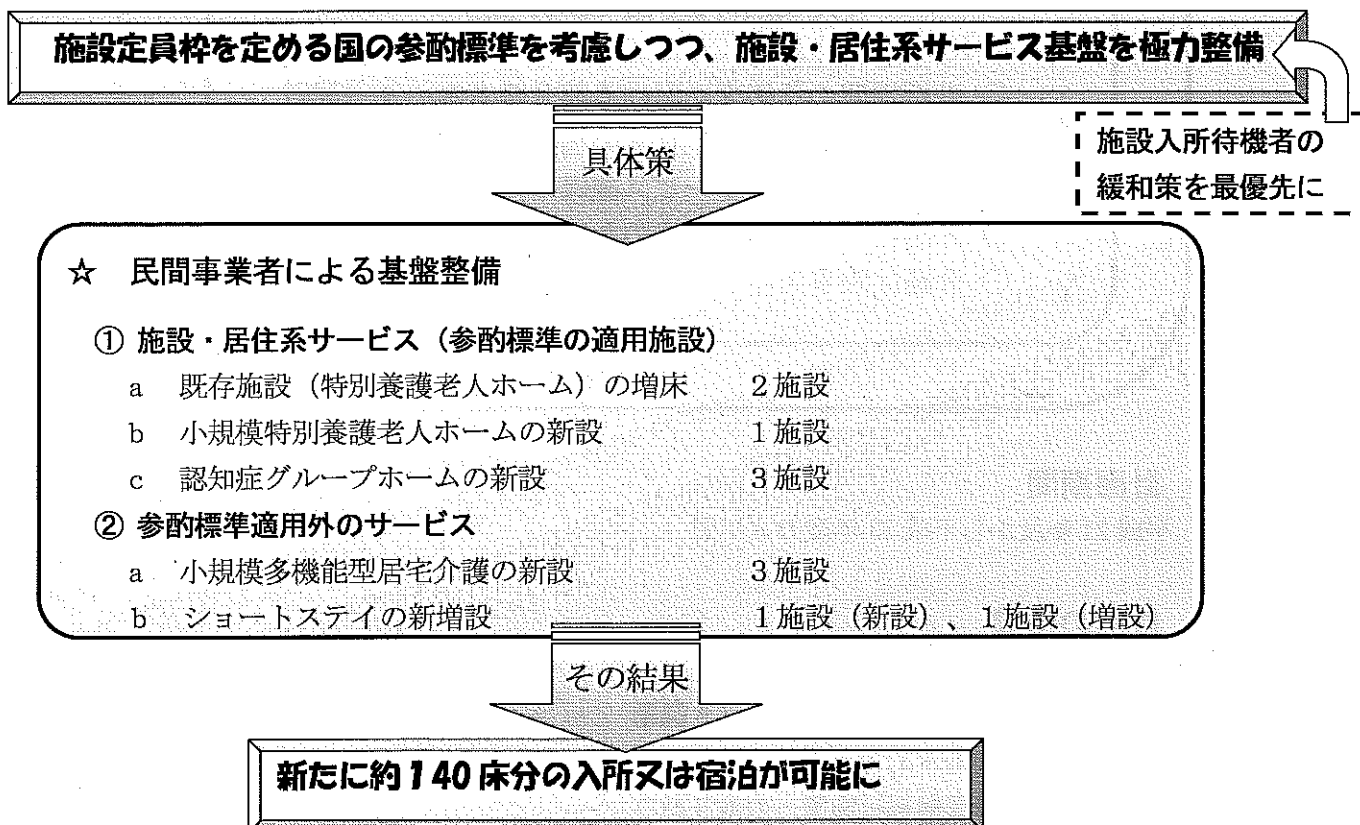 施設定員枠を定める国の参酌標準を考慮しつつ、施設・居住系サービス基盤を極力整備
施設入所待機者の
緩和策を最優先に
具体策
☆ 民間事業者による基盤整備
① 施設・居住系サービス（参酌標準の適用施設）
a 既存施設（特別養護老人ホーム）の増床 2施設
b 小規模特別養護老人ホームの新設 1施設
c 認知症グループホームの新設 3施設
② 参酌標準適用外のサービス
a 小規模多機能型居宅介護の新設 3施設
b ショートステイの新増設 1施設（新設）、1施設（増設）
その結果
新たに約140床分の入所又は宿泊が可能に